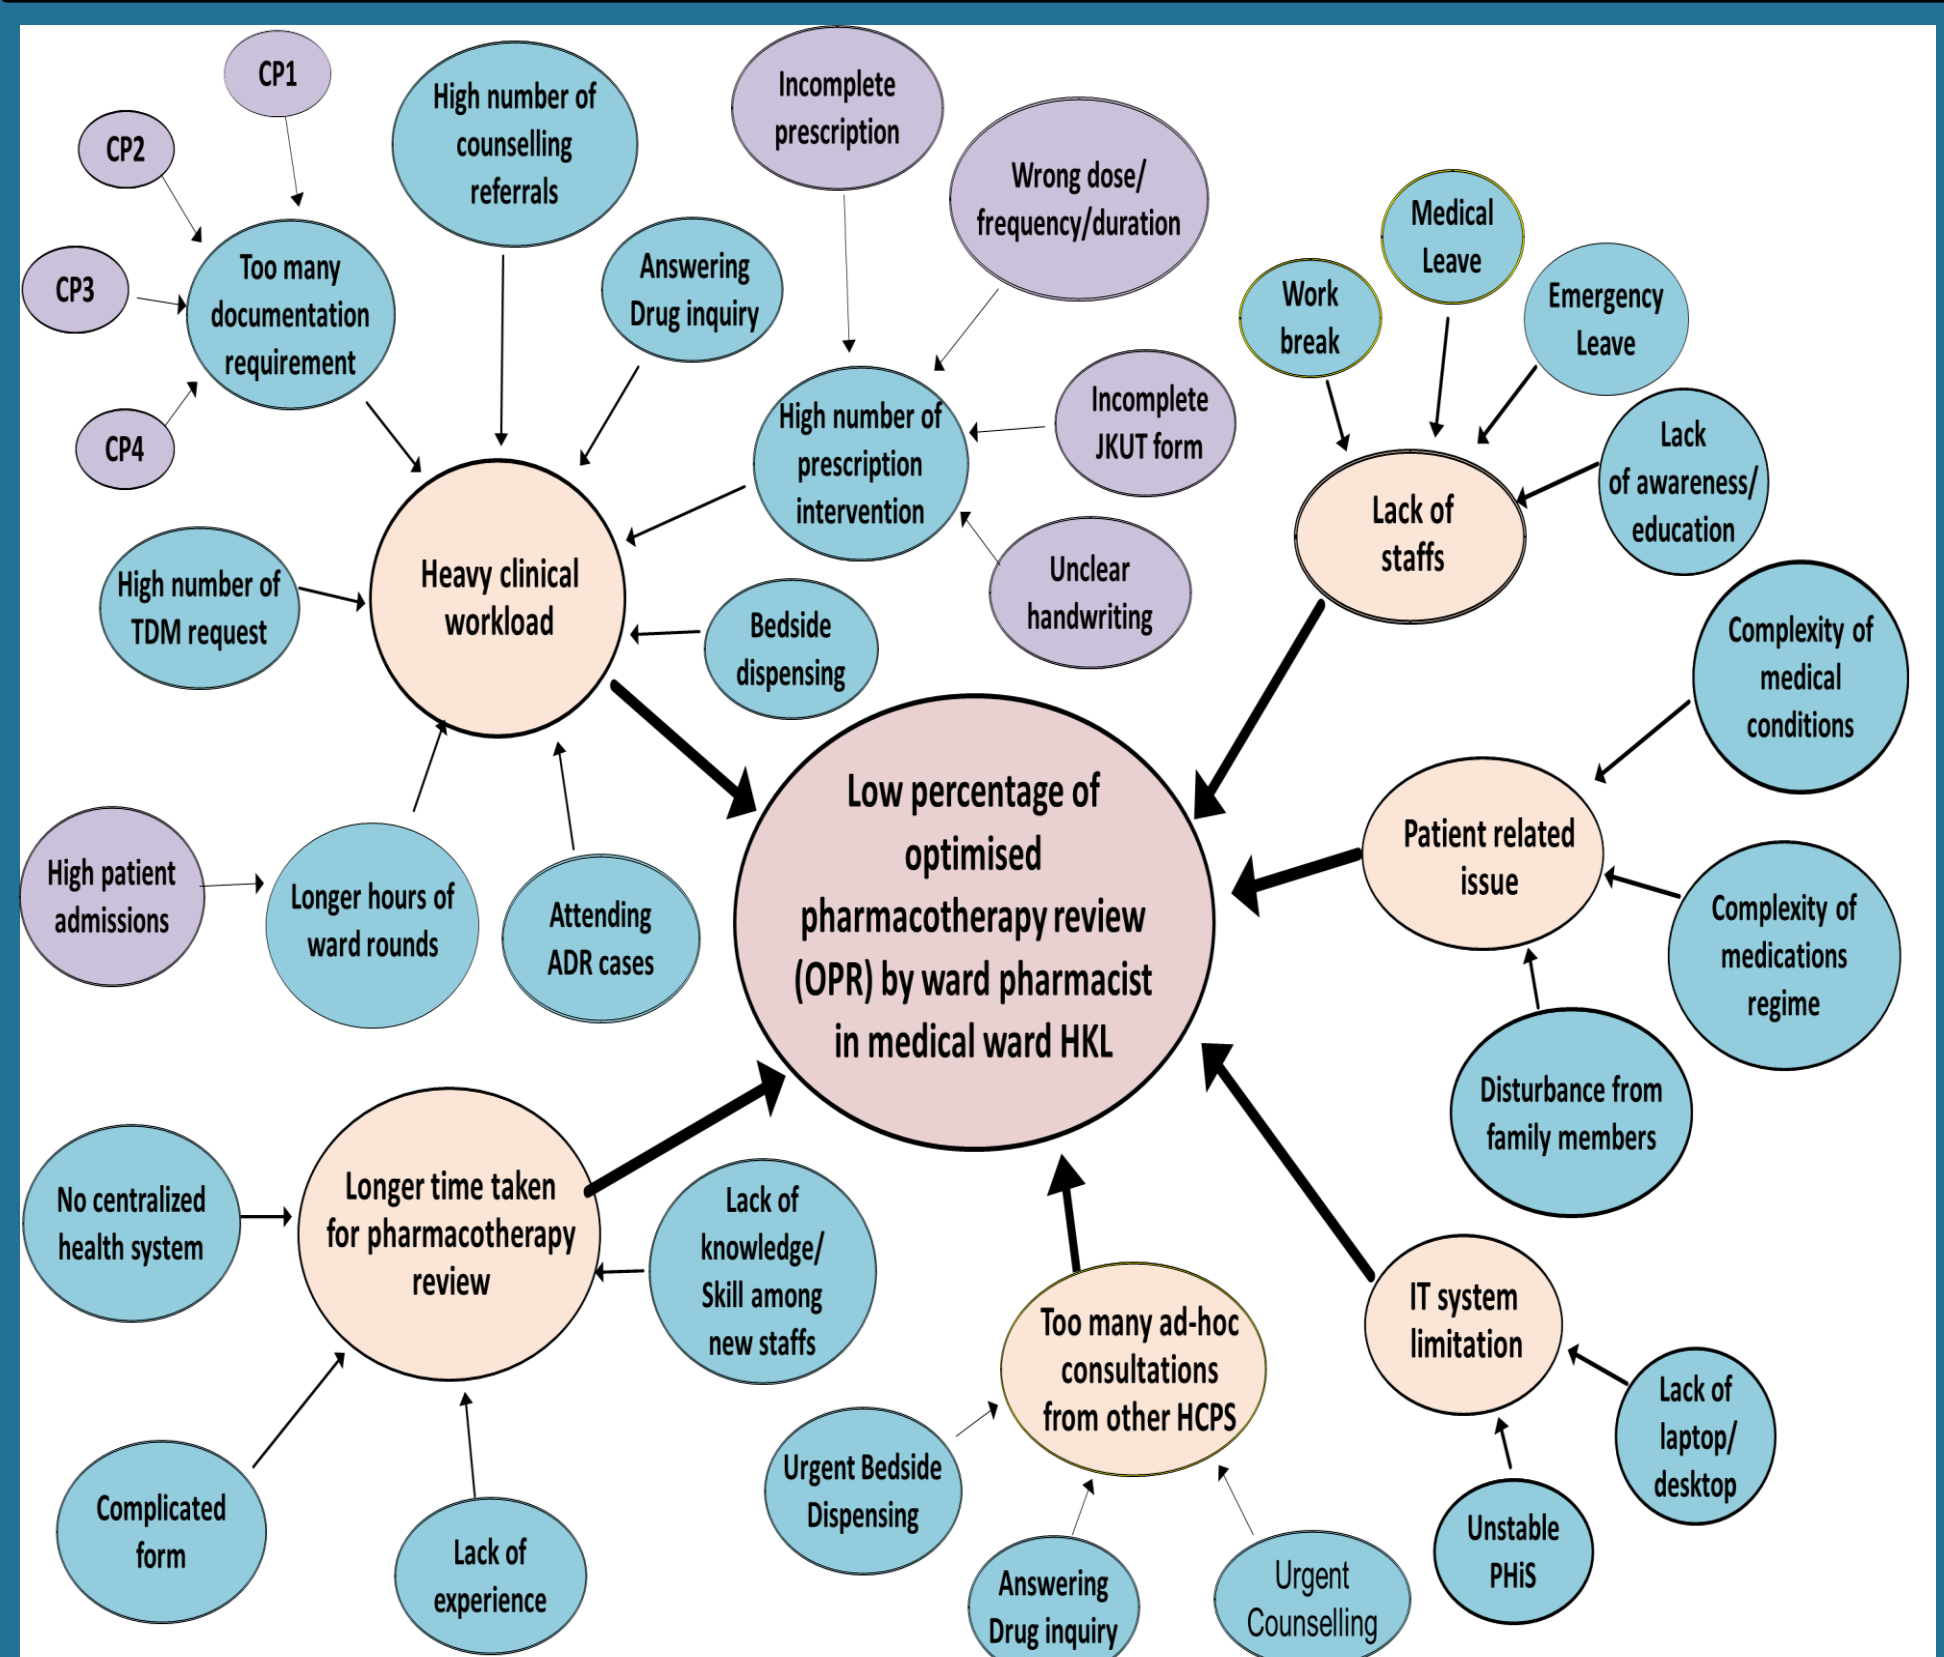 CP1
CP2
CP3
CP4
Too many
documentation
requirement
High number of
counselling
referrals
Answering
Drug inquiry
Incomplete
prescription
Wrong dose/
frequency/duration
Incomplete
JKUT form
Unclear
handwriting
High number of
prescription
intervention
Heavy clinical
workload
High number of
TDM request
Bedside
dispensing
High patient
admissions
Longer hours of
ward rounds
Attending
ADR cases
Work
break
Medical
Leave
Emergency
Leave
Lack
of awareness/
education
Lack of
staffs
Complexity of
medical
conditions
Patient related
issue
Complexity of
medications
regime
Disturbance from
family members
Low percentage of
optimised
pharmacotherapy review
(OPR) by ward pharmacist
in medical ward HKL
No centralized
health system
Longer time taken
for pharmacotherapy
review
Lack of
knowledge/
Skill among
new staffs
Complicated
form
Lack of
experience
Too many ad-hoc
consultations
from other HCPS
Urgent Bedside
Dispensing
Answering
Drug inquiry
Urgent
Counselling
IT system
limitation
Lack of
laptop/
desktop
Unstable
PHiS